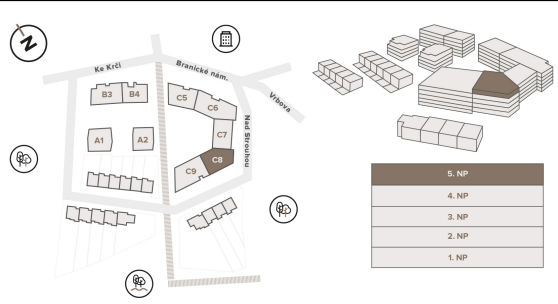 N
Ke Krči
Branické nám.
Vrbova
B3
B4
C5
C6
A1
A2
C7
Nad Strouhou
C8
C9
5. NP
4. NP
3. NP
2. NP
1. NP